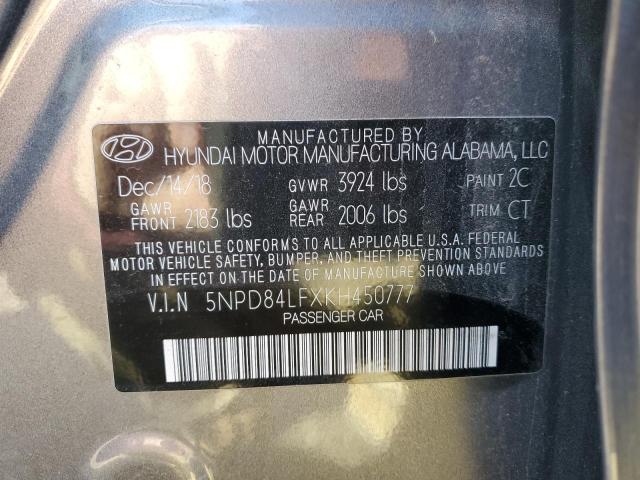 MANUFACTURED BY
HYUNDAI MOTOR MANUFACTURING ALABAMA, LLC
Dec/14/18 GVWR 3924 lbs PAINT 2C
GAWR FRONT 2183 lbs GAWR REAR 2006 lbs TRIM CT
THIS VEHICLE CONFORMS TO ALL APPLICABLE U.S.A. FEDERAL
MOTOR VEHICLE SAFETY, BUMPER, AND THEFT PREVENTION STANDARDS
IN EFFECT ON THE DATE OF MANUFACTURE SHOWN ABOVE
V.I.N 5NPD84LFXKH450777
PASSENGER CAR